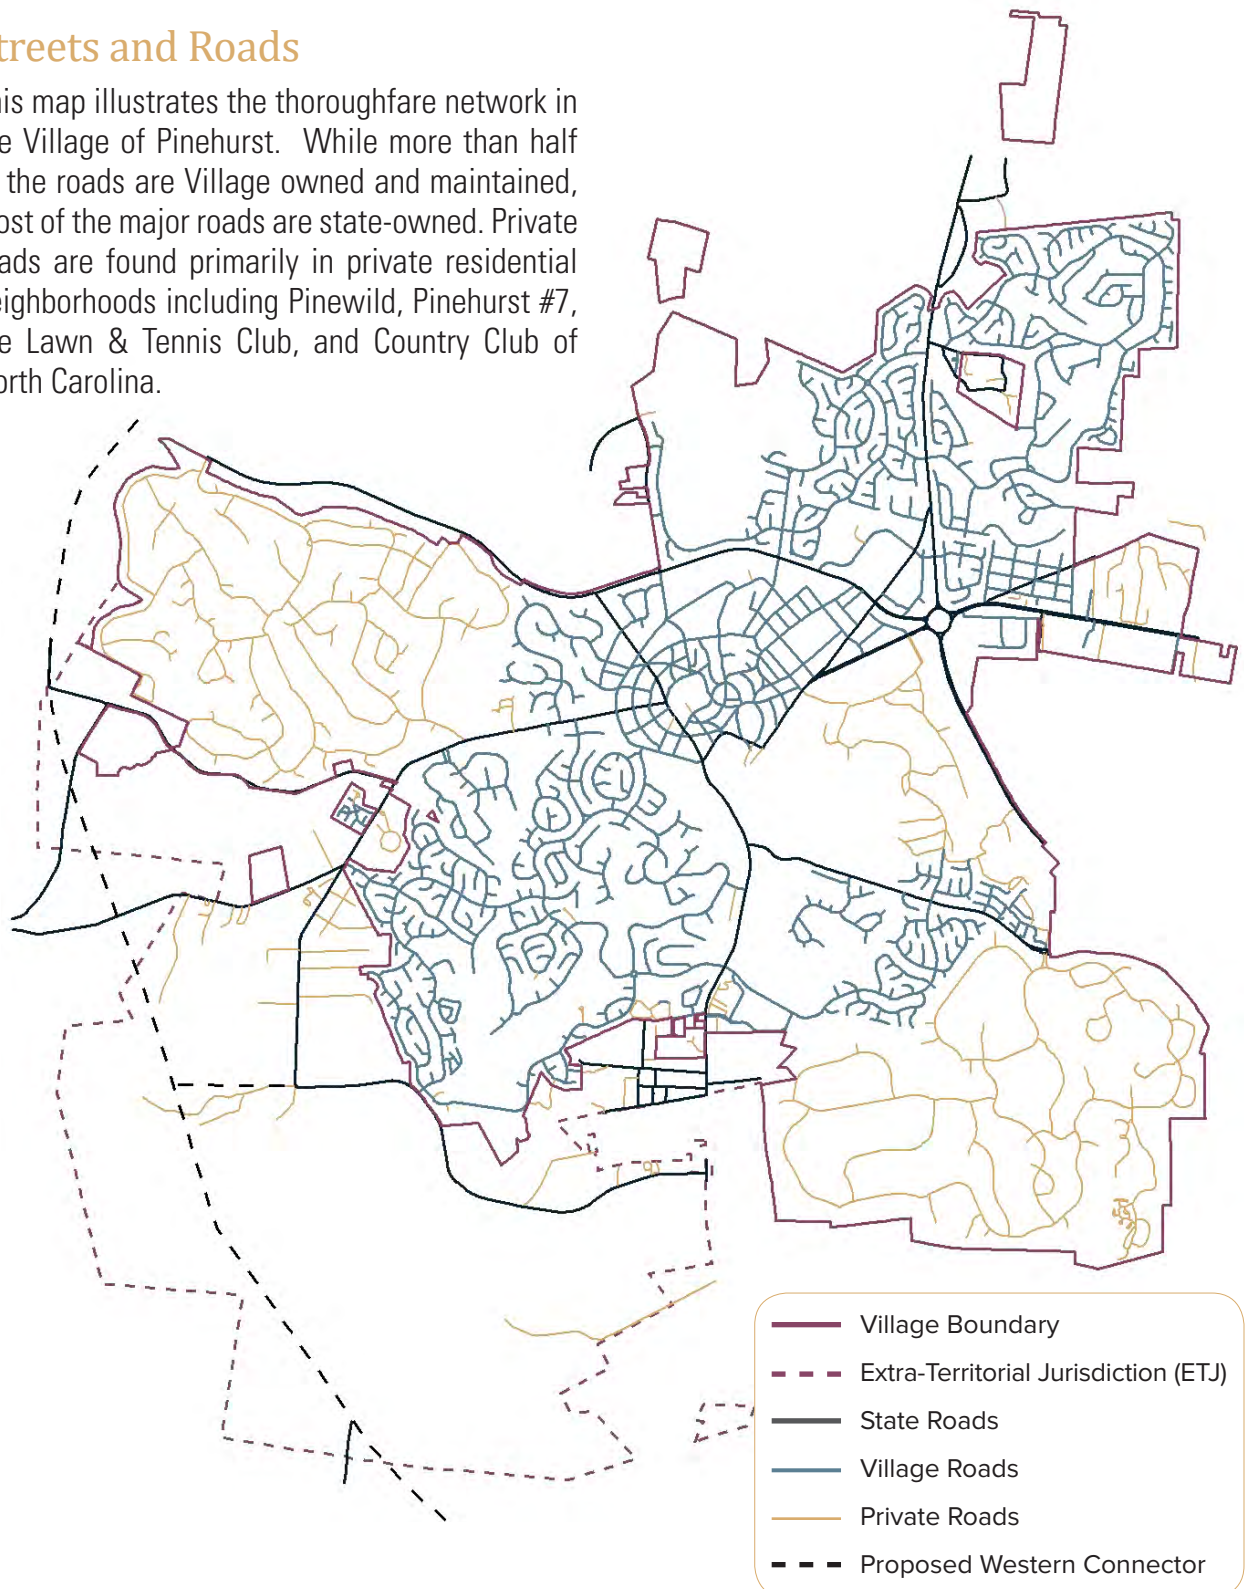 treets and Roads
his map illustrates the thoroughfare network in
e Village of Pinehurst. While more than half
the roads are Village owned and maintained,
ost of the major roads are state-owned. Private
ads are found primarily in private residential
eighborhoods including Pinewild, Pinehurst #7,
e Lawn & Tennis Club, and Country Club of
orth Carolina.
Village Boundary
Extra-Territorial Jurisdiction (ETJ)
State Roads
Village Roads
Private Roads
Proposed Western Connector